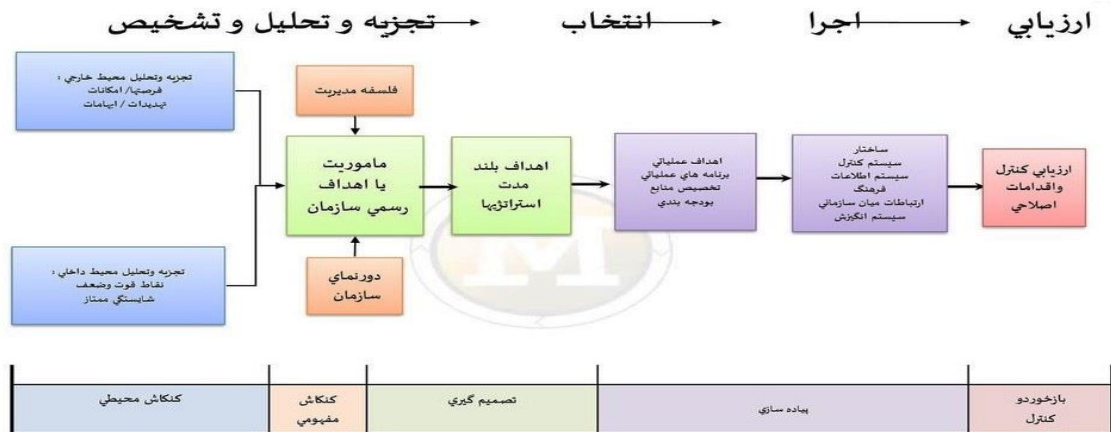 تجزيه و تحليل و تشخيص
انتخاب
اجرا
ارزيابي
تجزيه وتحليل محيط خارجي :
فرصتها/ امكانات
تهديدات / ابهامات
فلسفه مديريت
ماموريت
يا اهداف
رسمي سازمان
اهداف بلند
مدت
استراتژيها
اهداف عملياتي
برنامه هاي عملياتي
تخصيص منابع
بودجه بندي
ساختار
سيستم كنترل
سيستم اطلاعات
فرهنگ
ارتباطات ميان سازماني
سيستم انگيزش
ارزيابي كنترل
واقدامات
اصلاحي
تجزيه وتحليل محيط داخلي :
نقاط قوت وضعف
شايستگي ممتاز
دورنماي
سازمان
M
كنكاش محيطي
كنكاش
مفهومي
تصميم گيري
پياده سازي
بازخوردو
كنترل